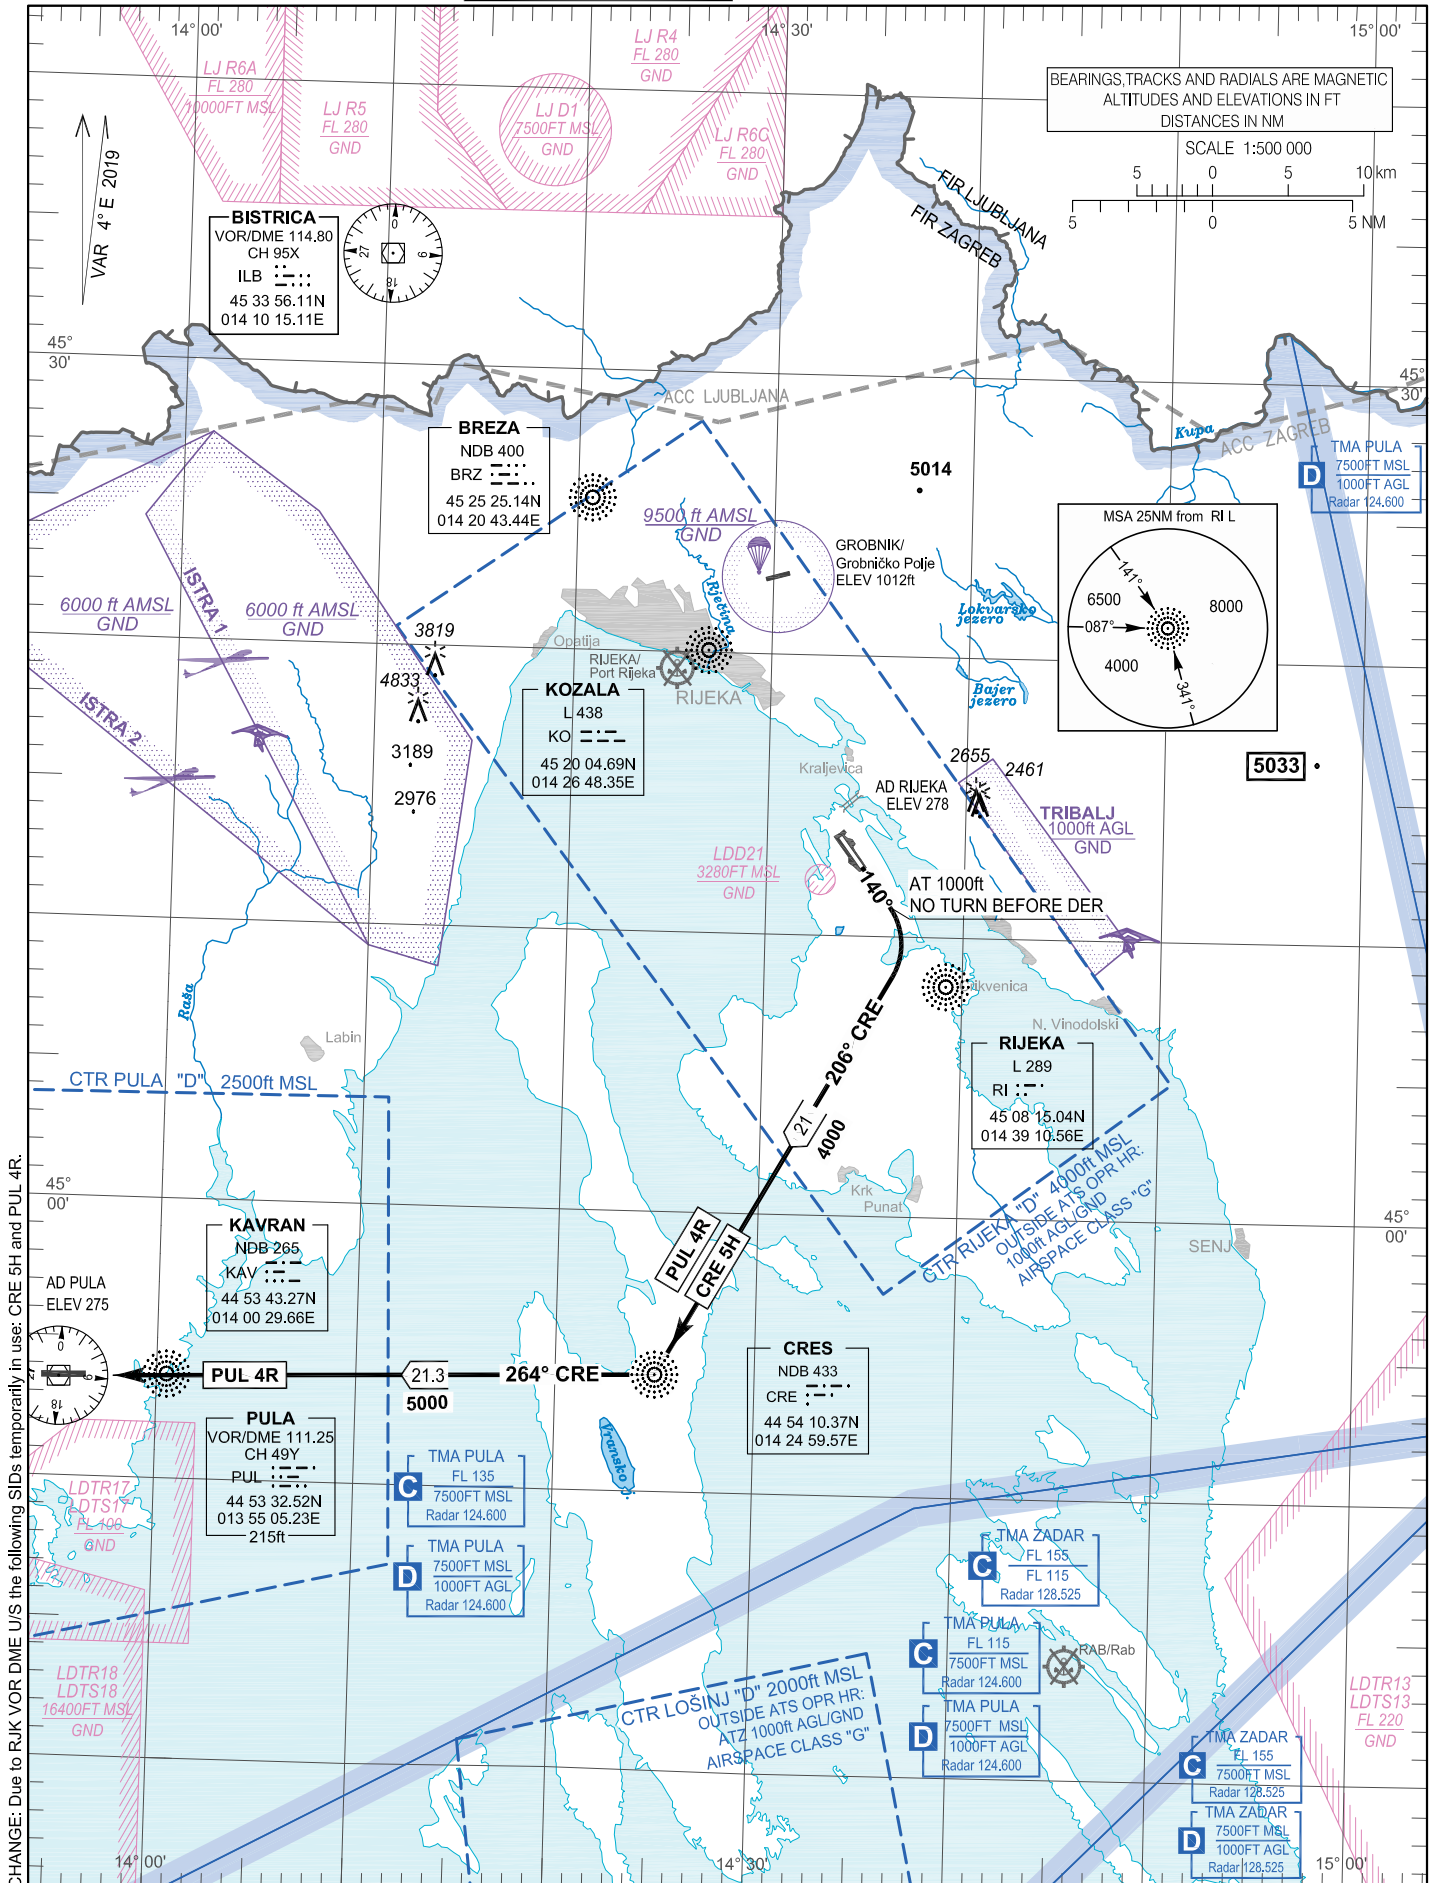 14° 00'
14° 30'
15° 00'
LJ R6A
FL 280
10000FT MSL
LJ R5
FL 280
GND
LJ R4
FL 280
GND
LJ D1
7500FT MSL
GND
LJ R6C
FL 280
GND
BEARINGS,TRACKS AND RADIALS ARE MAGNETIC
ALTITUDES AND ELEVATIONS IN FT
DISTANCES IN NM
SCALE 1:500 000
5 0 5 10 km
5 0 5 NM
VAR 4° E 2019
BISTRICA
VOR/DME 114.80
CH 95X
ILB
45 33 56.11N
014 10 15.11E
0
9
18
27
FIR LJUBLJANA
FIR ZAGREB
45°
30'
45°
30'
ACC LJUBLJANA
ACC ZAGREB
Kupa
BREZA
NDB 400
BRZ
45 25 25.14N
014 20 43.44E
5014
TMA PULA
D
7500FT MSL
1000FT AGL
Radar 124.600
9500 ft AMSL
GND
GROBNIK/
Grobničko Polje
ELEV 1012ft
MSA 25NM from RI L
141°
6500
8000
087°
4000
341°
ISTRA 1
6000 ft AMSL
GND
6000 ft AMSL
GND
ISTRA 2
3819
4833
3189
2976
Rječina
Opatija
RIJEKA/
Port Rijeka
RIJEKA
Lokvarsko
jezero
Bajer
jezero
KOZALA
L 438
KO
45 20 04.69N
014 26 48.35E
Kraljevica
AD RIJEKA
ELEV 278
2655
2461
5033
TRIBALJ
1000ft AGL
GND
LDD21
3280FT MSL
GND
140°
AT 1000ft
NO TURN BEFORE DER
Crikvenica
N. Vinodolski
Raša
Labin
206° CRE
RIJEKA
L 289
RI
45 08 15.04N
014 39 10.56E
CTR PULA "D" 2500ft MSL
21
4000
Krk
Punat
CTR RIJEKA "D" 4000ft MSL
OUTSIDE ATS OPR HR:
1000ft AGL/GND
AIRSPACE CLASS "G"
45°
00'
45°
00'
SENJ
KAVRAN
NDB 265
KAV
44 53 43.27N
014 00 29.66E
PUL 4R
CRE 5H
AD PULA
ELEV 275
0
9
18
27
PUL 4R
21.3
5000
264° CRE
CRES
NDB 433
CRE
44 54 10.37N
014 24 59.57E
Vransko j.
PULA
VOR/DME 111.25
CH 49Y
PUL
44 53 32.52N
013 55 05.23E
215ft
LDTR17
LDTS17
FL 100
GND
TMA PULA
C
FL 135
7500FT MSL
Radar 124.600
TMA PULA
D
7500FT MSL
1000FT AGL
Radar 124.600
TMA ZADAR
C
FL 155
FL 115
Radar 128.525
TMA PULA
C
FL 115
7500FT MSL
Radar 124.600
RAB/Rab
LDTR18
LDTS18
16400FT MSL
GND
CTR LOŠINJ "D" 2000ft MSL
OUTSIDE ATS OPR HR:
ATZ 1000ft AGL/GND
AIRSPACE CLASS "G"
TMA PULA
D
7500FT MSL
1000FT AGL
Radar 124.600
LDTR13
LDTS13
FL 220
GND
TMA ZADAR
C
FL 155
7500FT MSL
Radar 128.525
TMA ZADAR
D
7500FT MSL
1000FT AGL
Radar 128.525
14° 00'
14° 30'
15° 00'
CHANGE: Due to RJK VOR DME U/S the following SIDs temporarily in use: CRE 5H and PUL 4R.